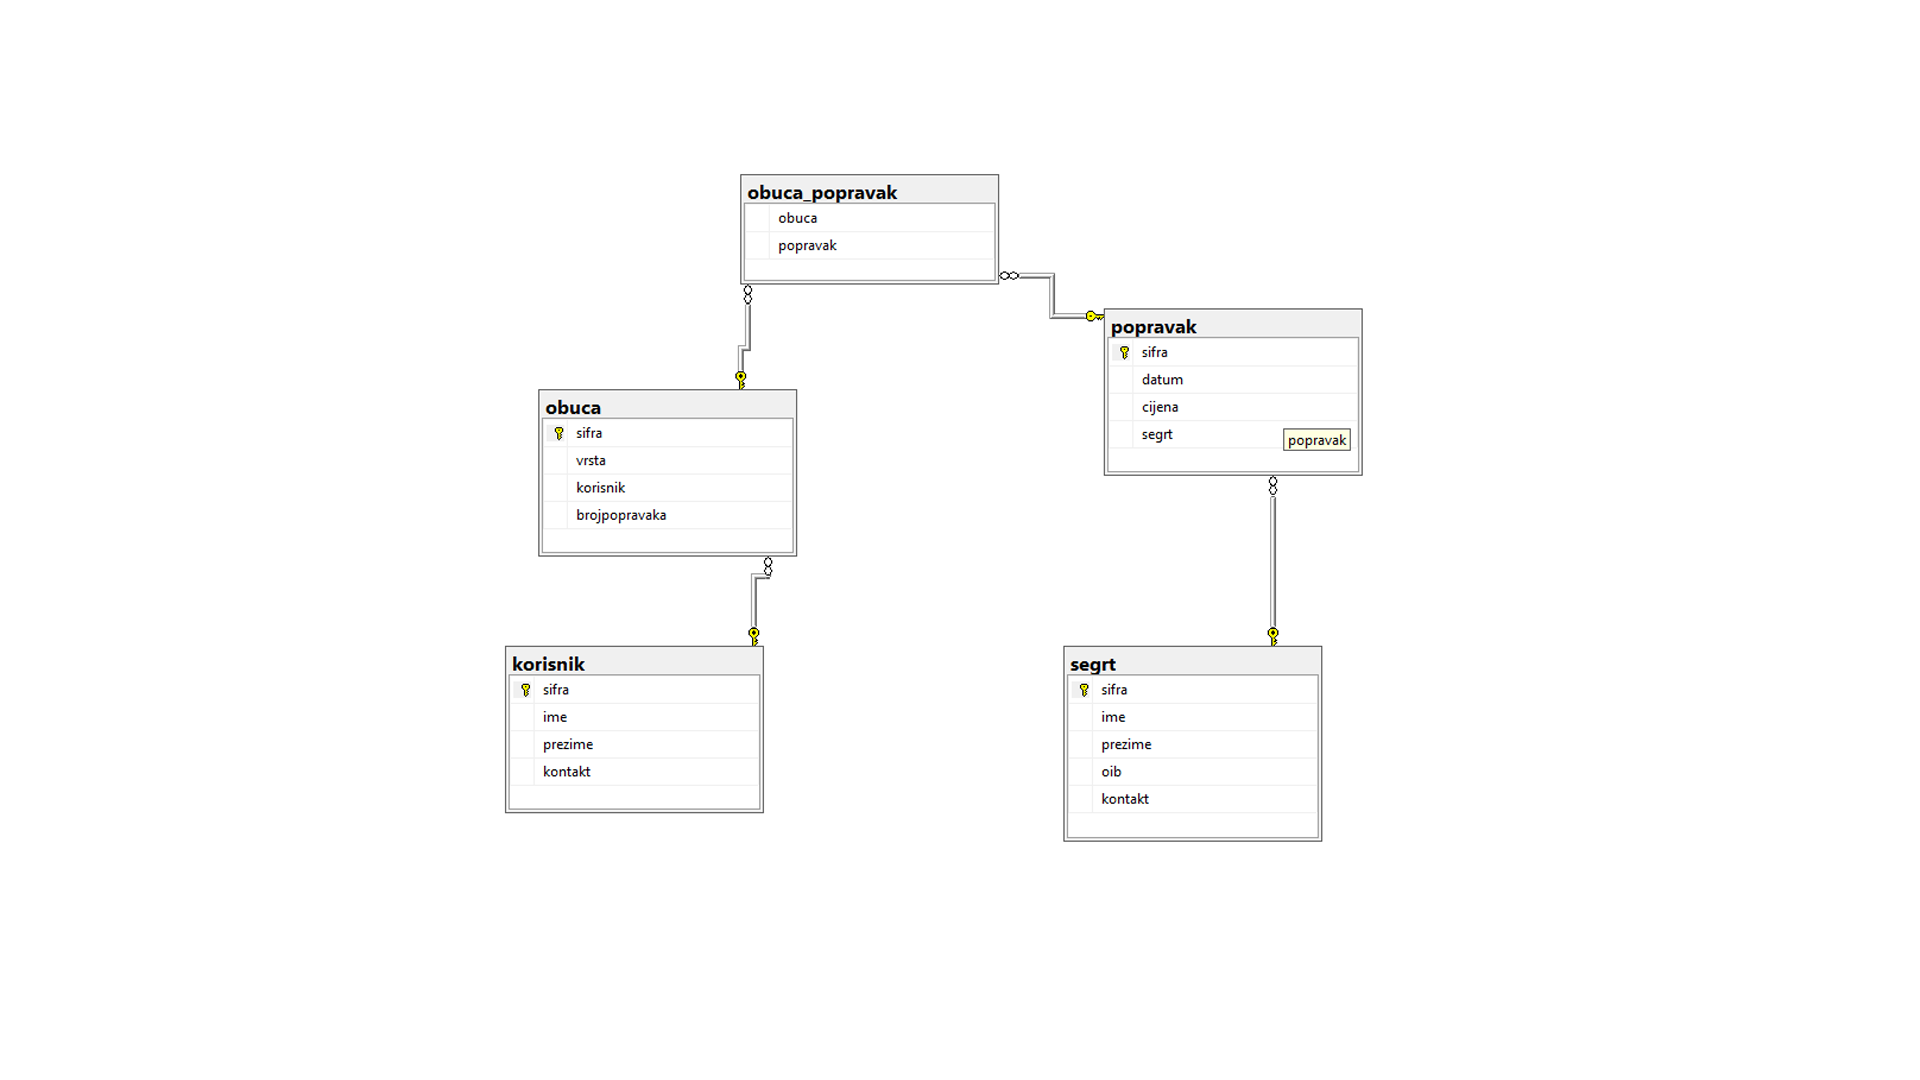 obuca_popravak
obuca
popravak
popravak
sifra
datum
cijena
segrt
popravak
obuca
sifra
vrsta
korisnik
brojpopravaka
korisnik
sifra
ime
prezime
kontakt
segrt
sifra
ime
prezime
oib
kontakt